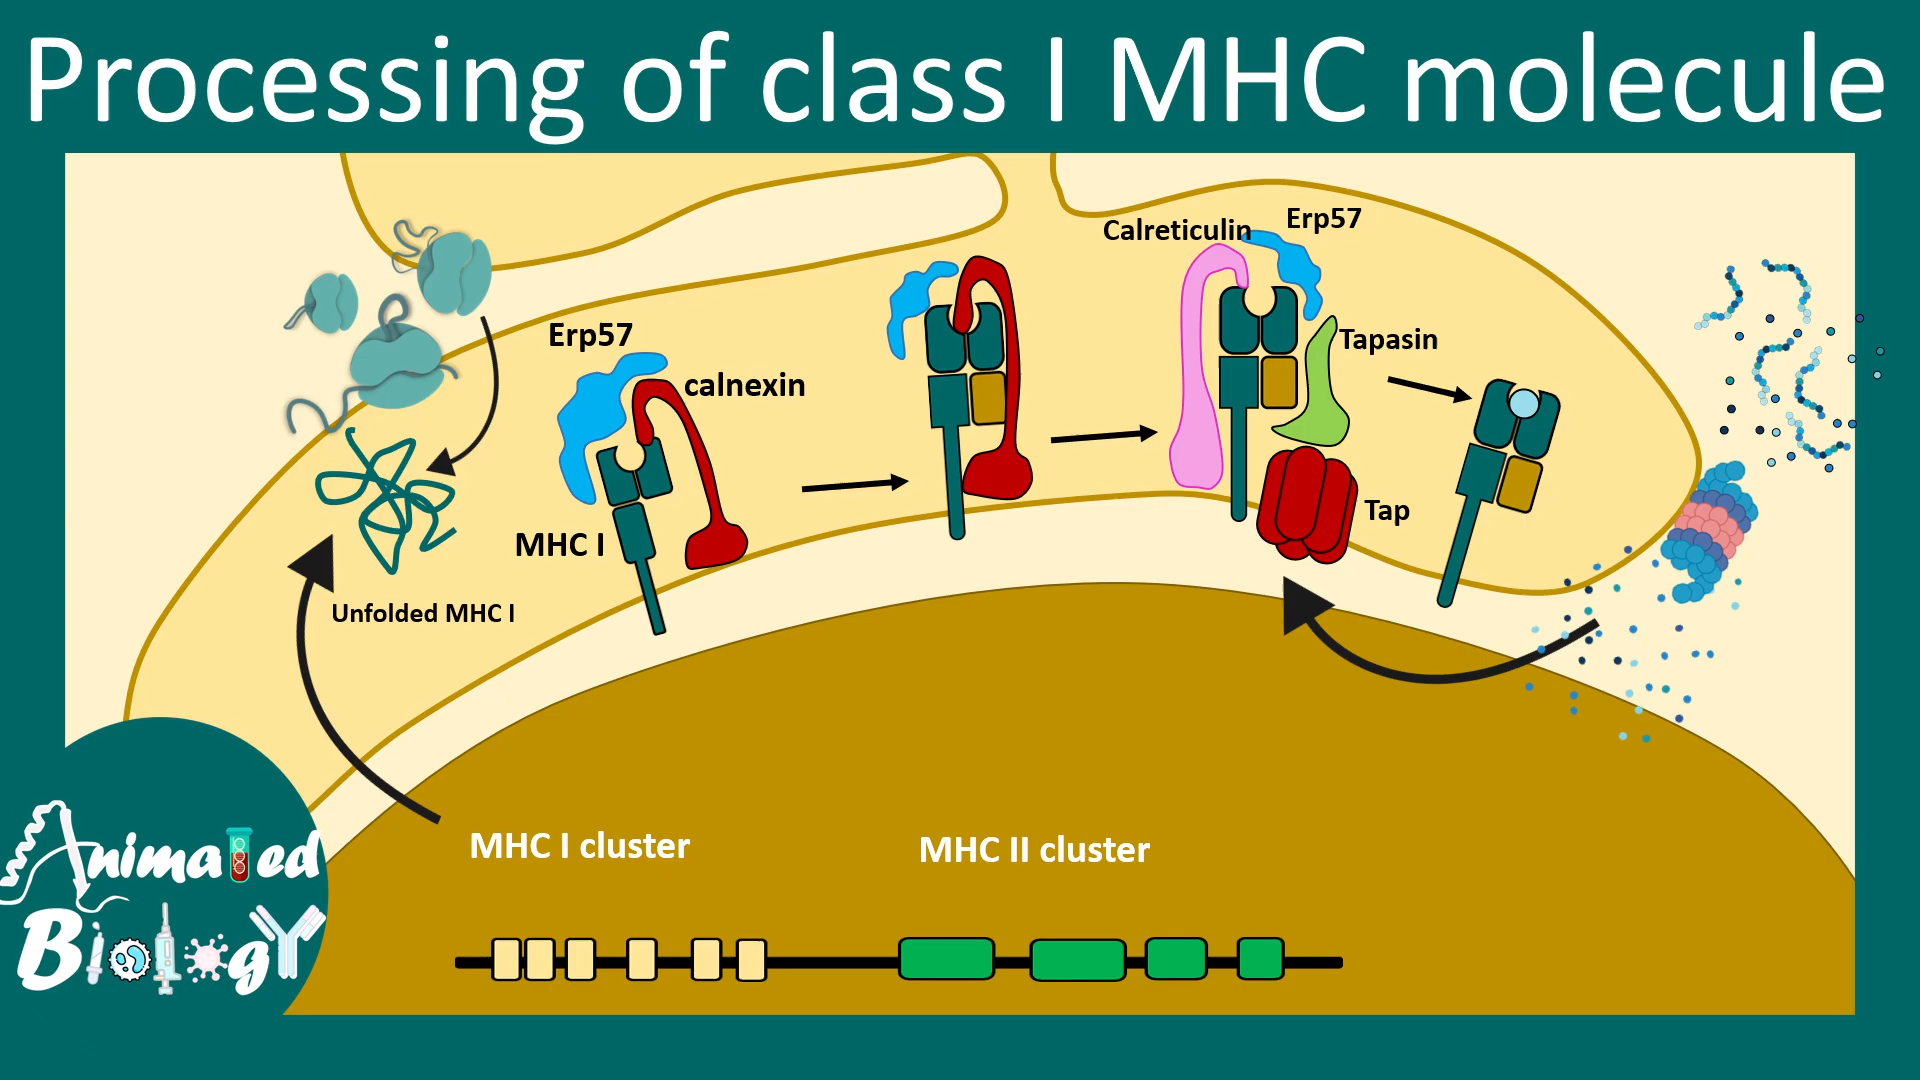 Processing of class I MHC molecule
Calreticulin
Erp57
Erp57
calnexin
Tapasin
MHC I
Tap
Unfolded MHC I
MHC I cluster
MHC II cluster
Animated
Biology